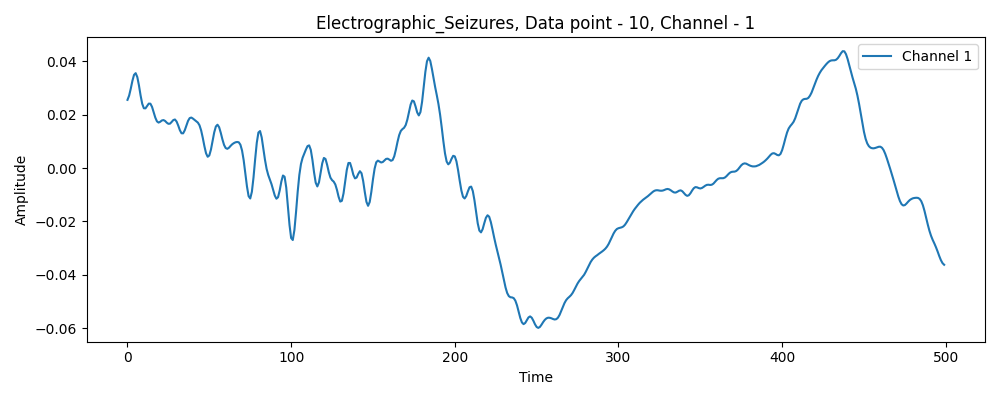 Electrographic_Seizures, Data point - 10, Channel - 1
Channel 1
Amplitude
0.04
0.02
0.00
−0.02
−0.04
−0.06
0 100 200 300 400 500
Time